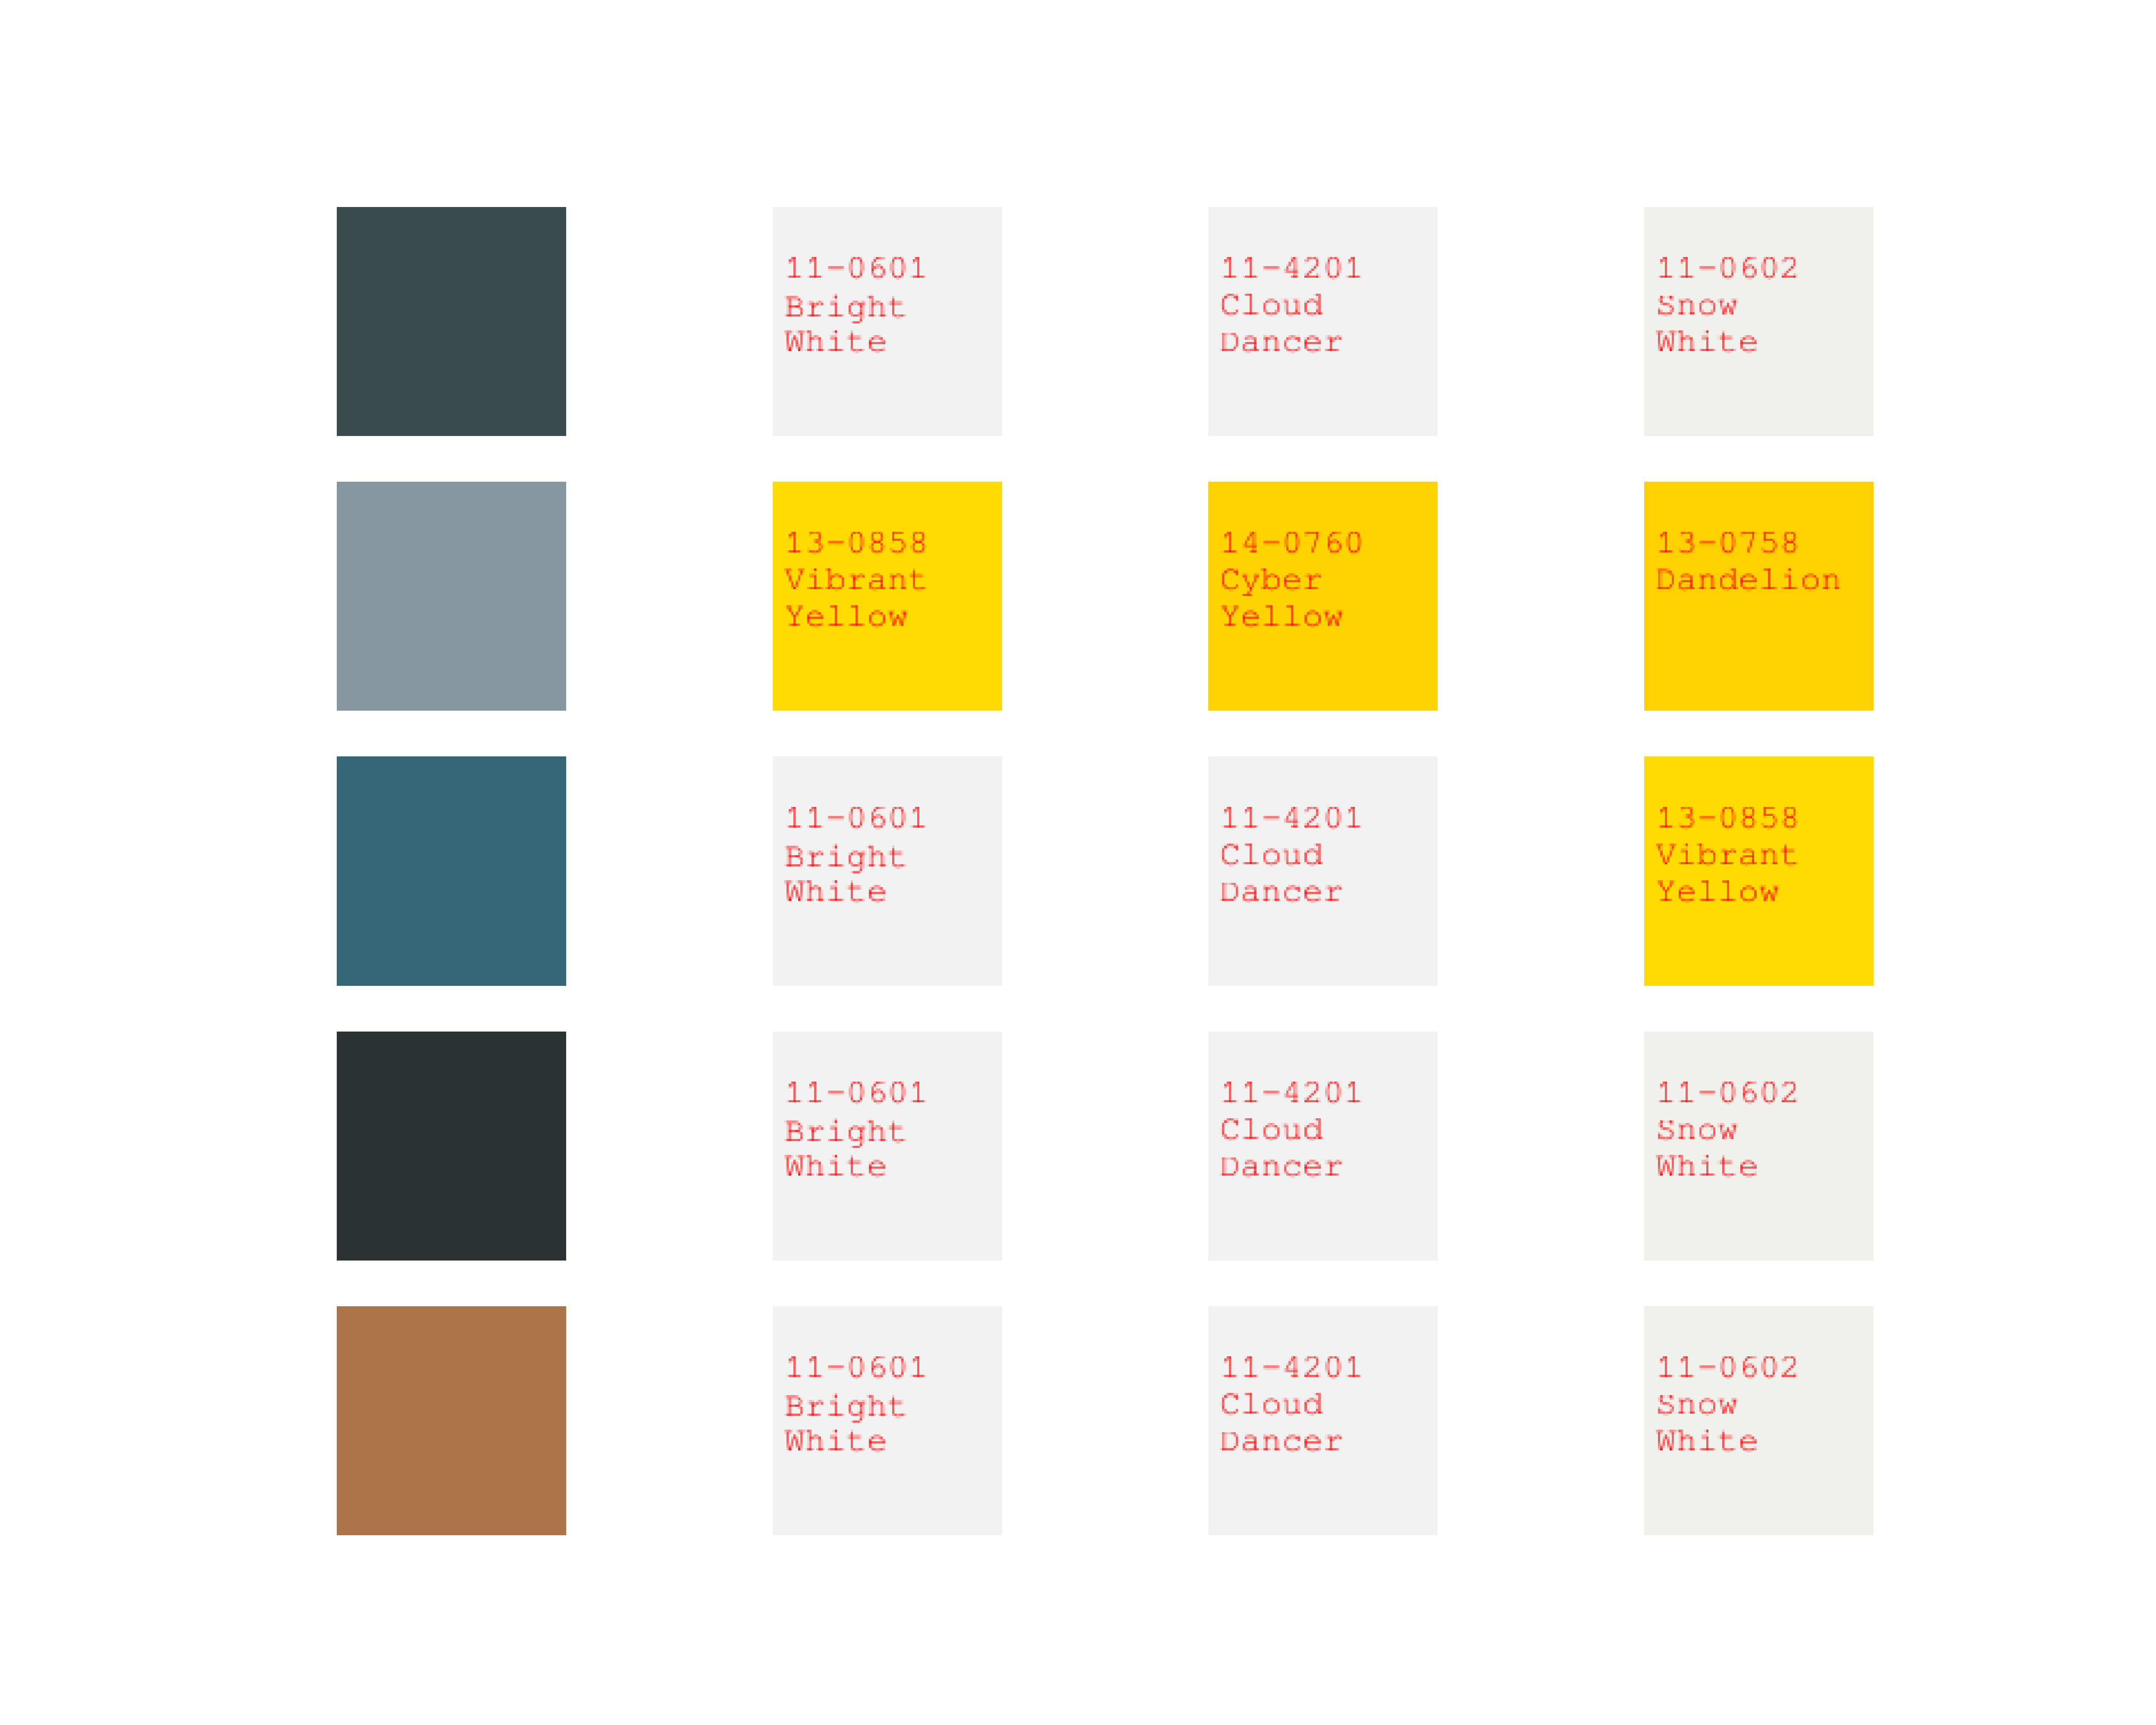 11-0601
Bright
White
11-4201
Cloud
Dancer
11-0602
Snow
White
13-0858
Vibrant
Yellow
14-0760
Cyber
Yellow
13-0758
Dandelion
11-0601
Bright
White
11-4201
Cloud
Dancer
13-0858
Vibrant
Yellow
11-0601
Bright
White
11-4201
Cloud
Dancer
11-0602
Snow
White
11-0601
Bright
White
11-4201
Cloud
Dancer
11-0602
Snow
White